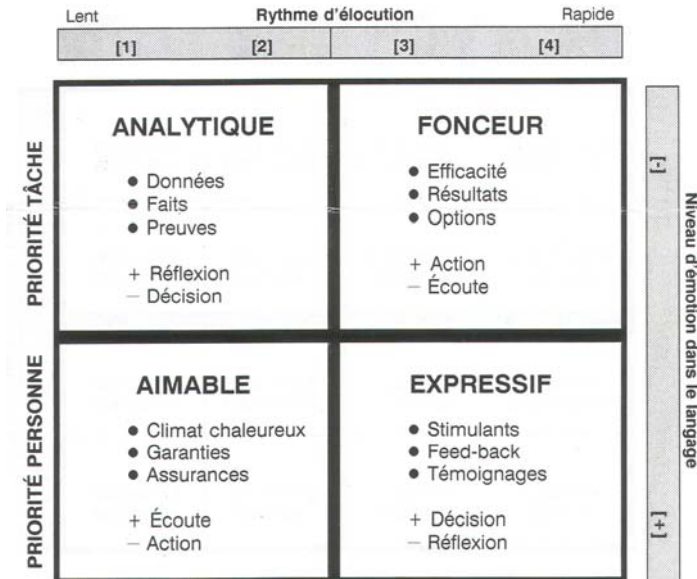 Lent Rythme d'élocution Rapide
[1] [2] [3] [4]
PRIORITÉ TÂCHE
ANALYTIQUE
● Données
● Faits
● Preuves
+ Réflexion
− Décision
FONCEUR
● Efficacité
● Résultats
● Options
+ Action
− Écoute
[-]
Niveau d'émotion dans le langage
PRIORITÉ PERSONNE
AIMABLE
● Climat chaleureux
● Garanties
● Assurances
+ Écoute
− Action
EXPRESSIF
● Stimulants
● Feed-back
● Témoignages
+ Décision
− Réflexion
[+]